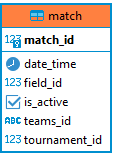 match
123 match_id
date_time
123 field_id
is_active
ABC teams_id
123 tournament_id